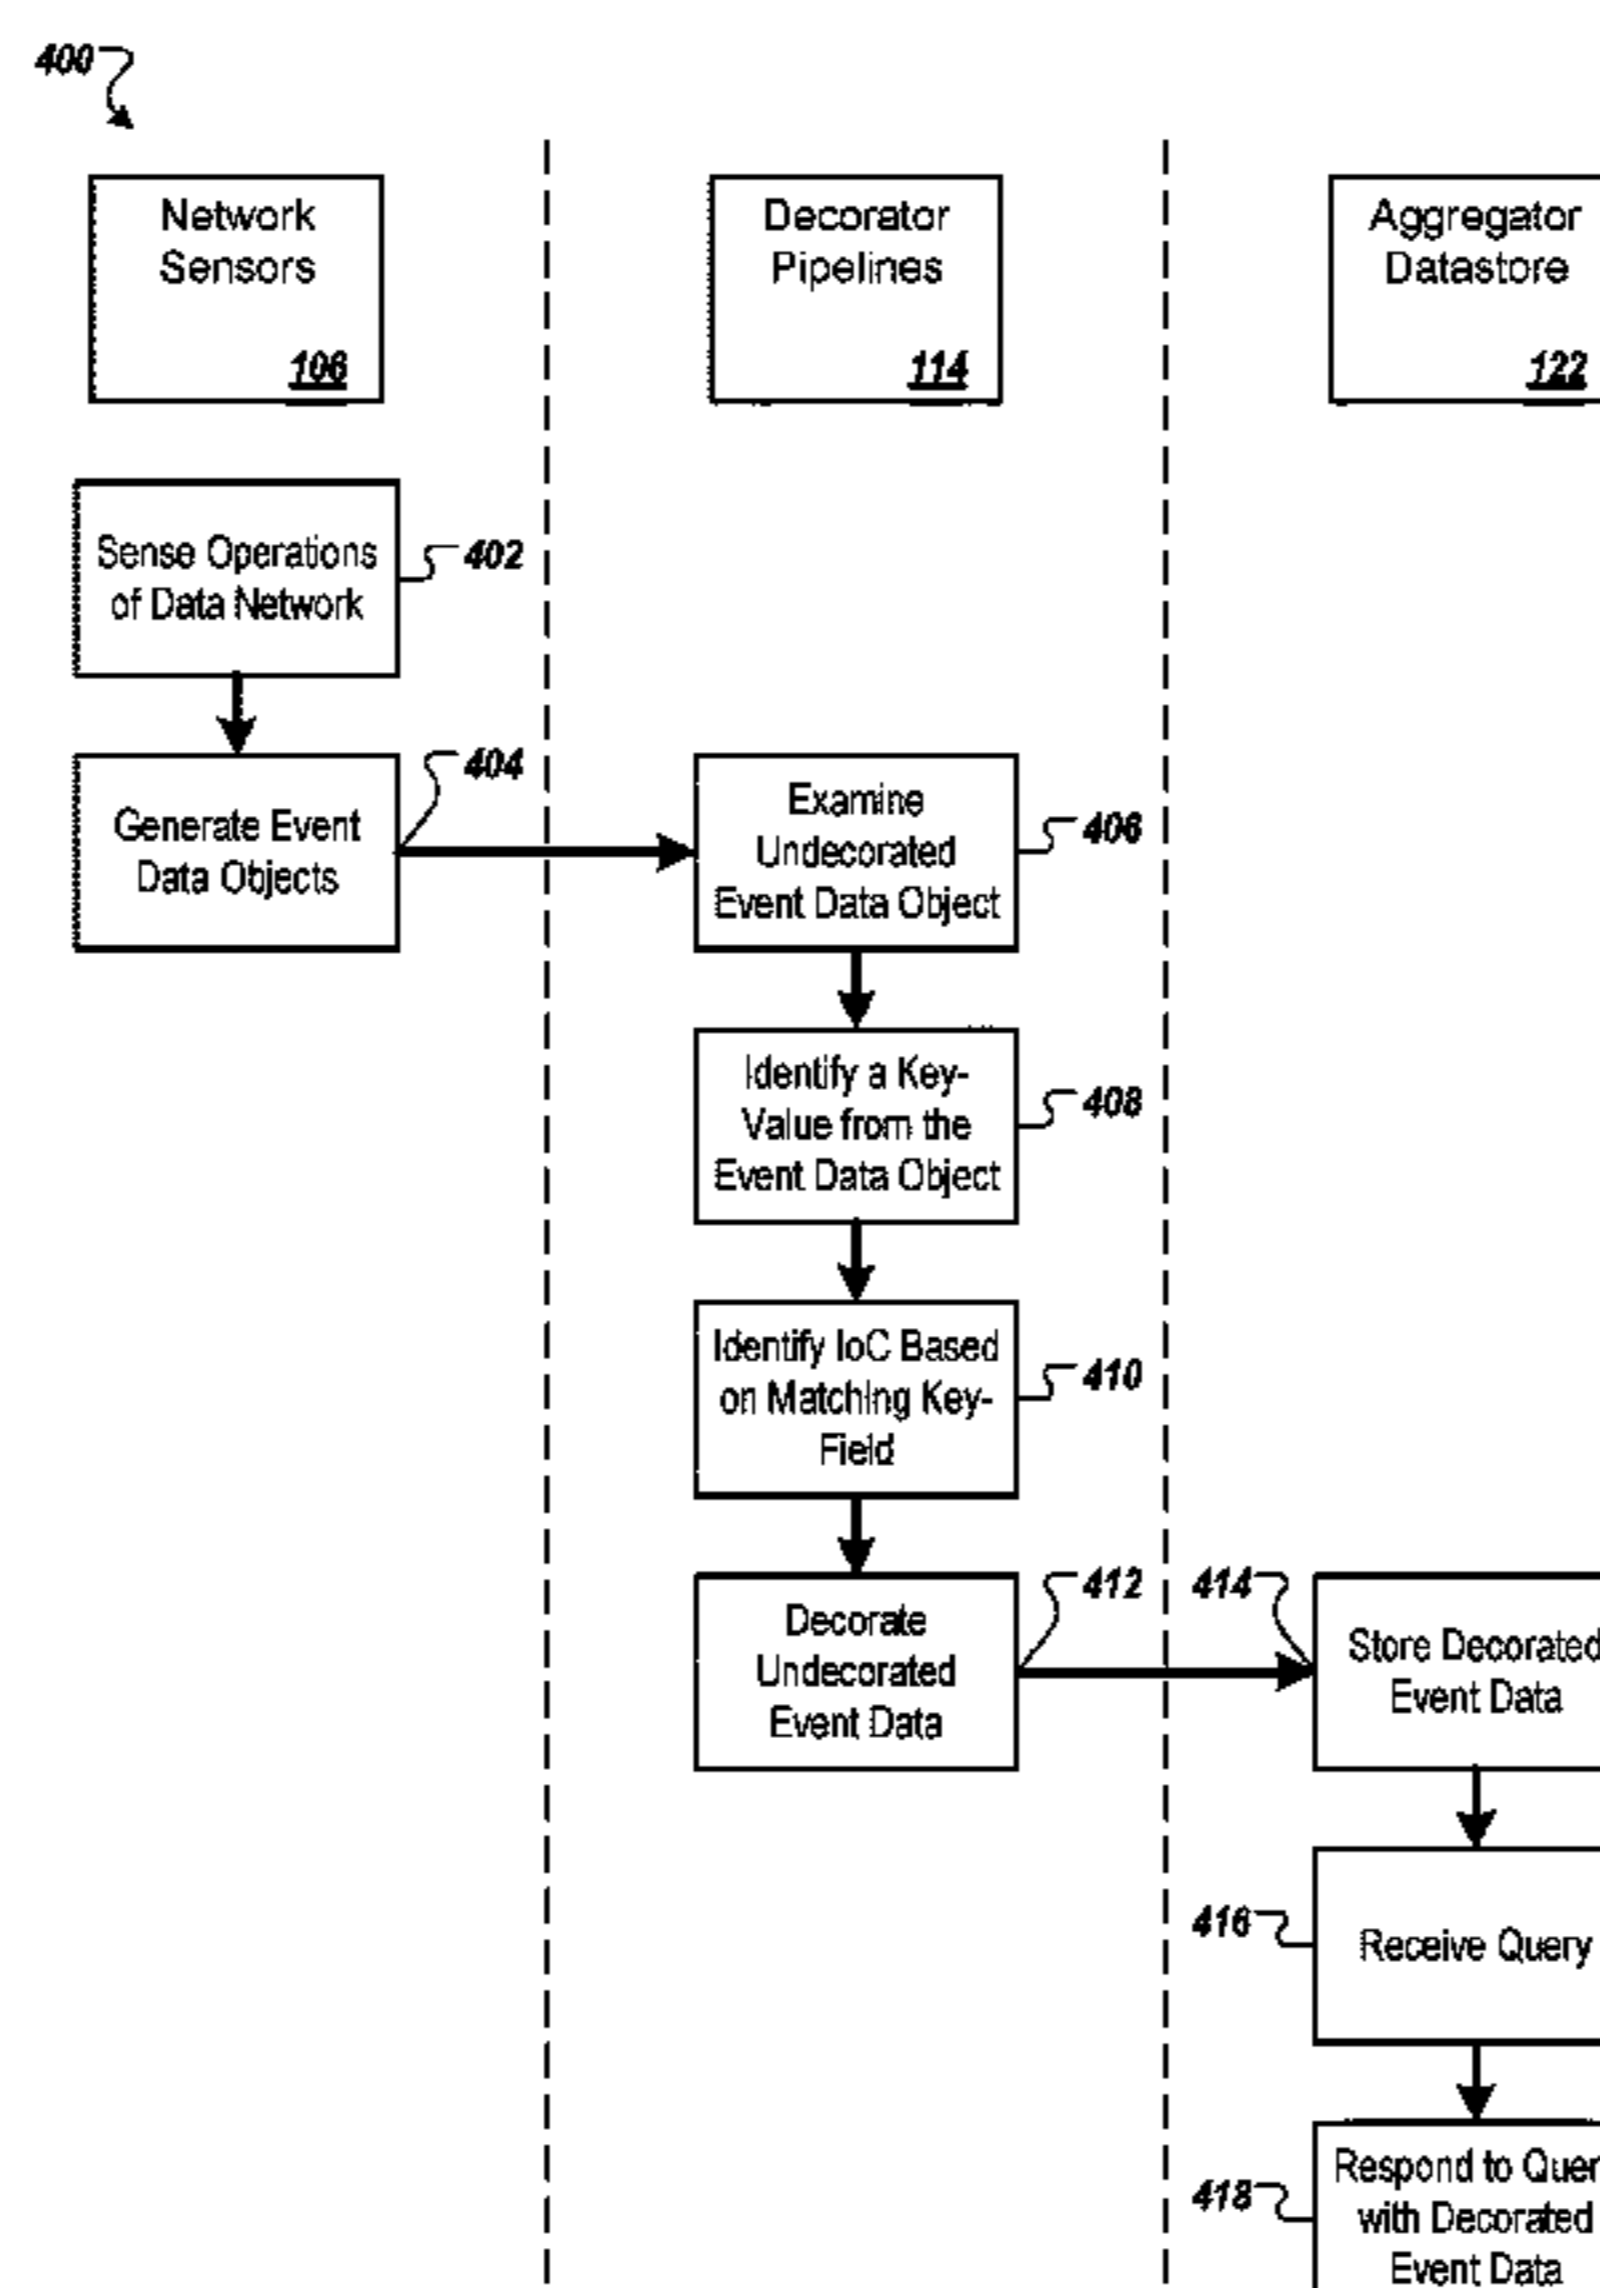 400
Network
Sensors
106
Decorator
Pipelines
114
Aggregator
Datastore
122
Sense Operations
of Data Network
402
Generate Event
Data Objects
404
Examine
Undecorated
Event Data Object
406
Identify a Key-
Value from the
Event Data Object
408
Identify IoC Based
on Matching Key-
Field
410
Decorate
Undecorated
Event Data
412
414
Store Decorated
Event Data
416
Receive Query
418
Respond to Quer
with Decorated
Event Data